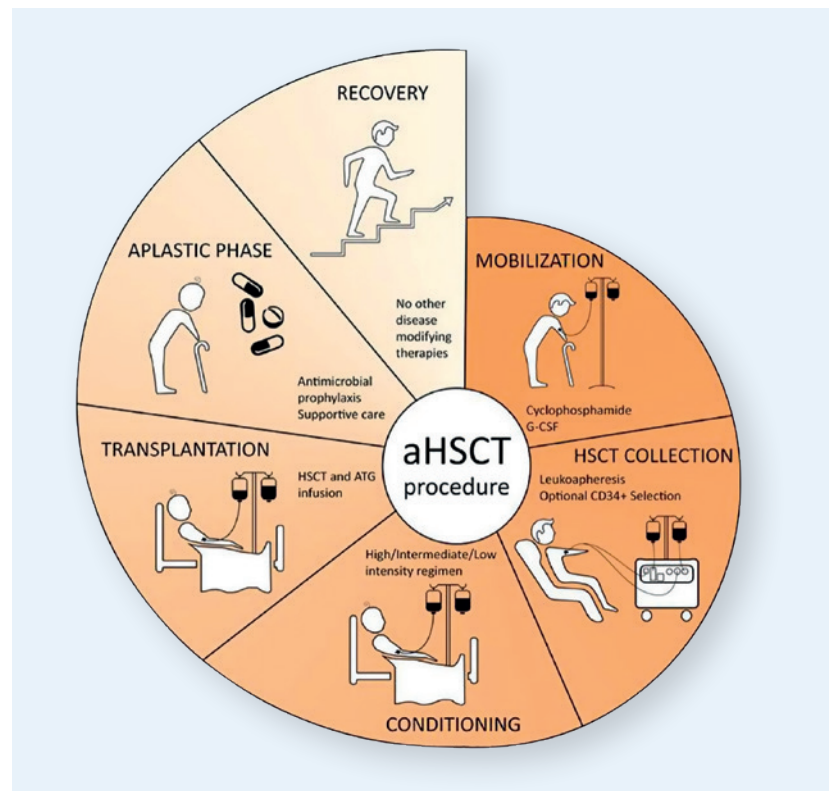 aHSCT
procedure
MOBILIZATION
Cyclophosphamide
G-CSF
HSCT COLLECTION
Leukoapheresis
Optional CD34+ Selection
High/Intermediate/Low
intensity regimen
CONDITIONING
TRANSPLANTATION
HSCT and ATG
infusion
APLASTIC PHASE
Antimicrobial
prophylaxis
Supportive care
RECOVERY
No other
disease
modifying
therapies